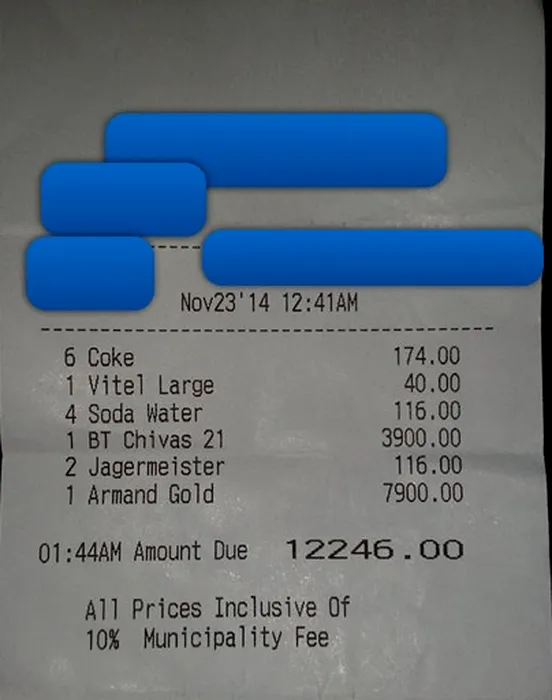 Nov23'14 12:41AM
6 Coke 174.00
1 Vitel Large 40.00
4 Soda Water 116.00
1 BT Chivas 21 3900.00
2 Jagermeister 116.00
1 Armand Gold 7900.00
01:44AM Amount Due 12246.00
All Prices Inclusive Of
10% Municipality Fee